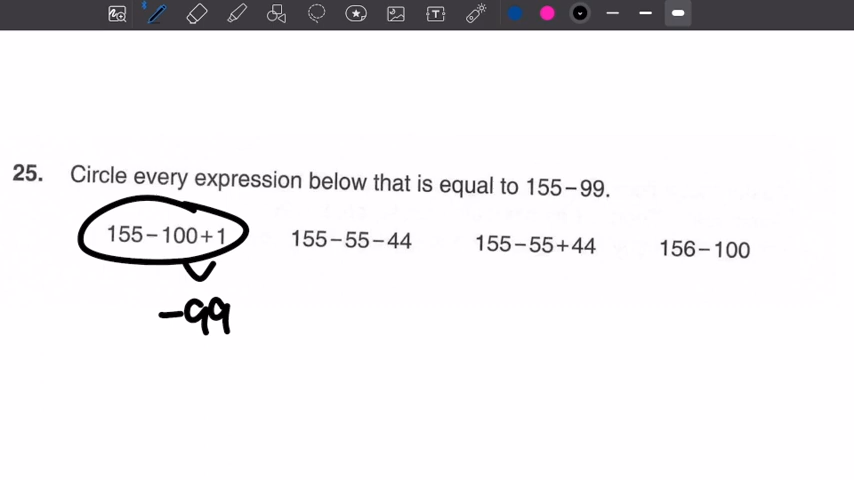 25. Circle every expression below that is equal to 155−99.
155−100+1 155−55−44 155−55+44 156−100
−99